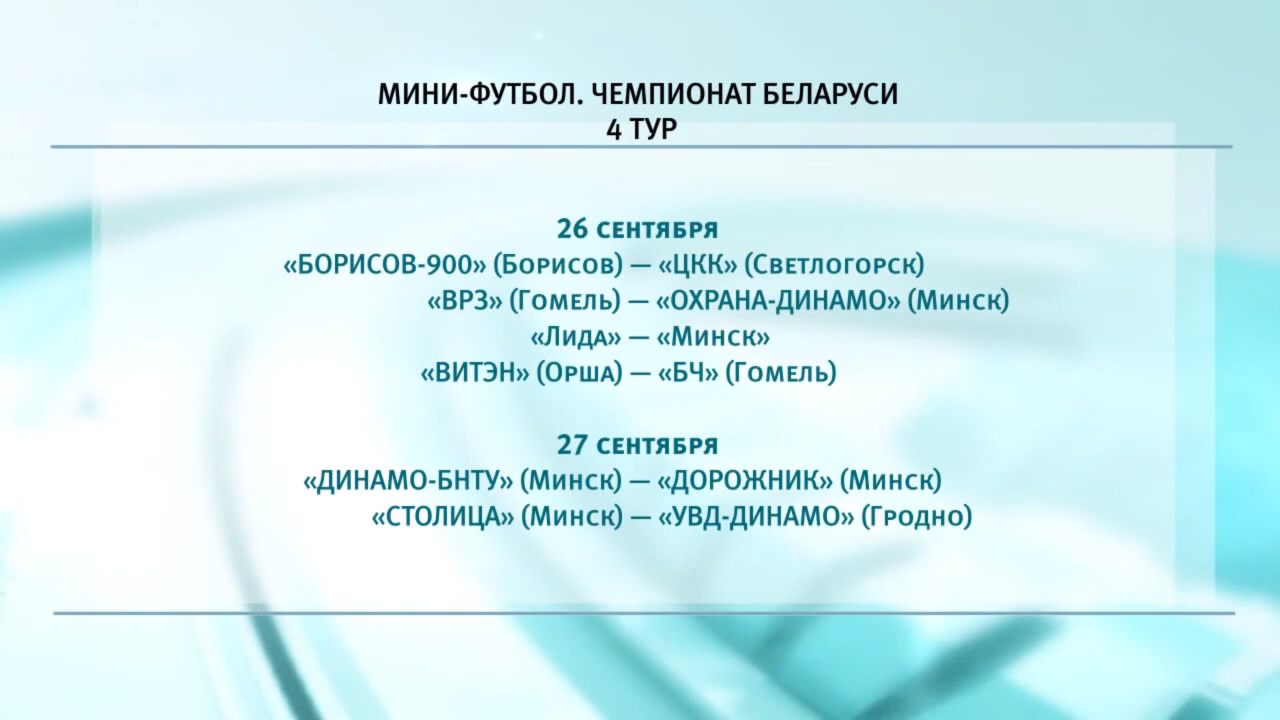 МИНИ-ФУТБОЛ. ЧЕМПИОНАТ БЕЛАРУСИ
4 ТУР
26 СЕНТЯБРЯ
«БОРИСОВ-900» (Борисов) — «ЦКК» (Светлогорск)
«ВРЗ» (Гомель) — «ОХРАНА-ДИНАМО» (Минск)
«Лида» — «Минск»
«ВИТЭН» (Орша) — «БЧ» (Гомель)
27 СЕНТЯБРЯ
«ДИНАМО-БНТУ» (Минск) — «ДОРОЖНИК» (Минск)
«СТОЛИЦА» (Минск) — «УВД-ДИНАМО» (Гродно)